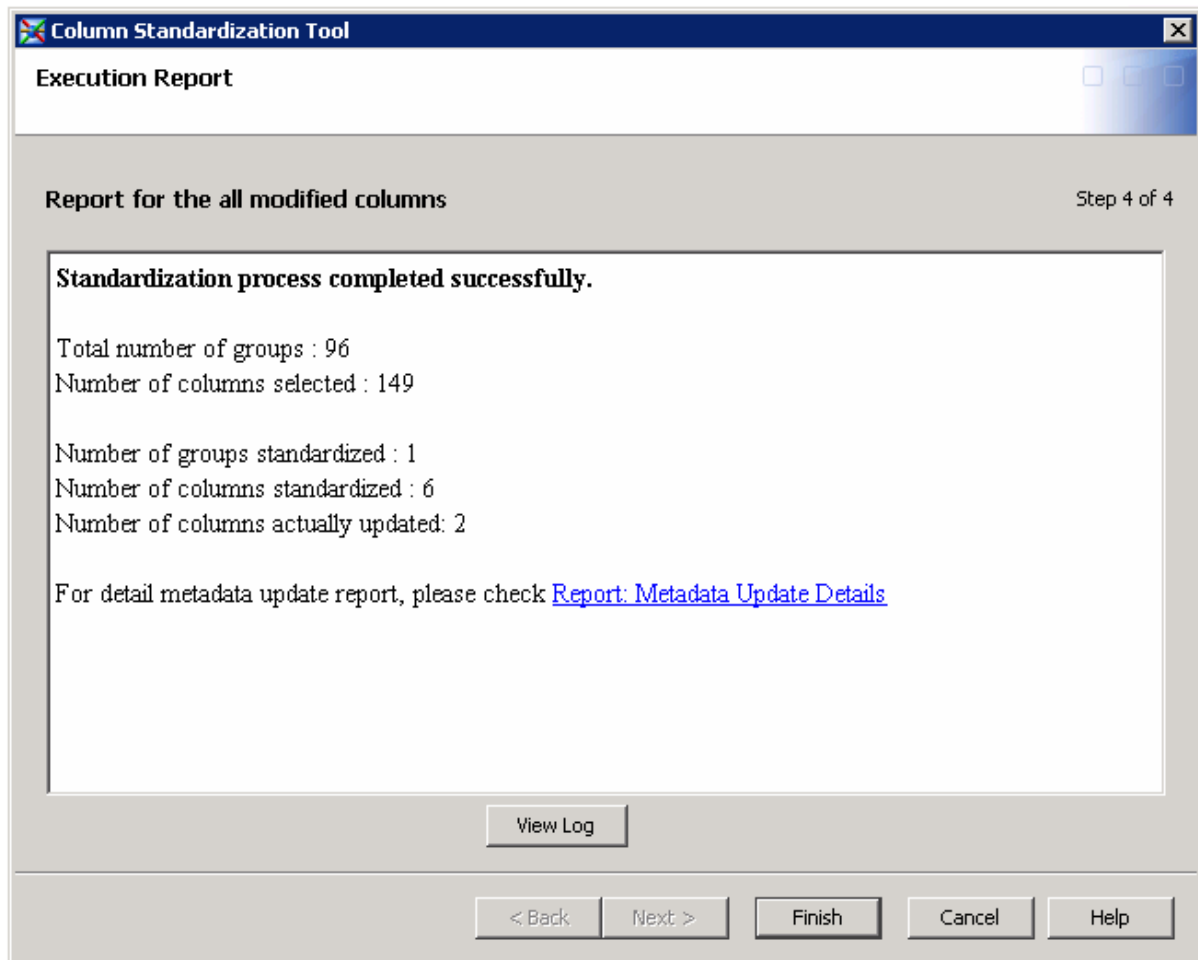 Column Standardization Tool
Execution Report
Report for the all modified columns
Step 4 of 4
Standardization process completed successfully.
Total number of groups : 96
Number of columns selected : 149
Number of groups standardized : 1
Number of columns standardized : 6
Number of columns actually updated: 2
For detail metadata update report, please check Report: Metadata Update Details
View Log
< Back Next > Finish Cancel Help